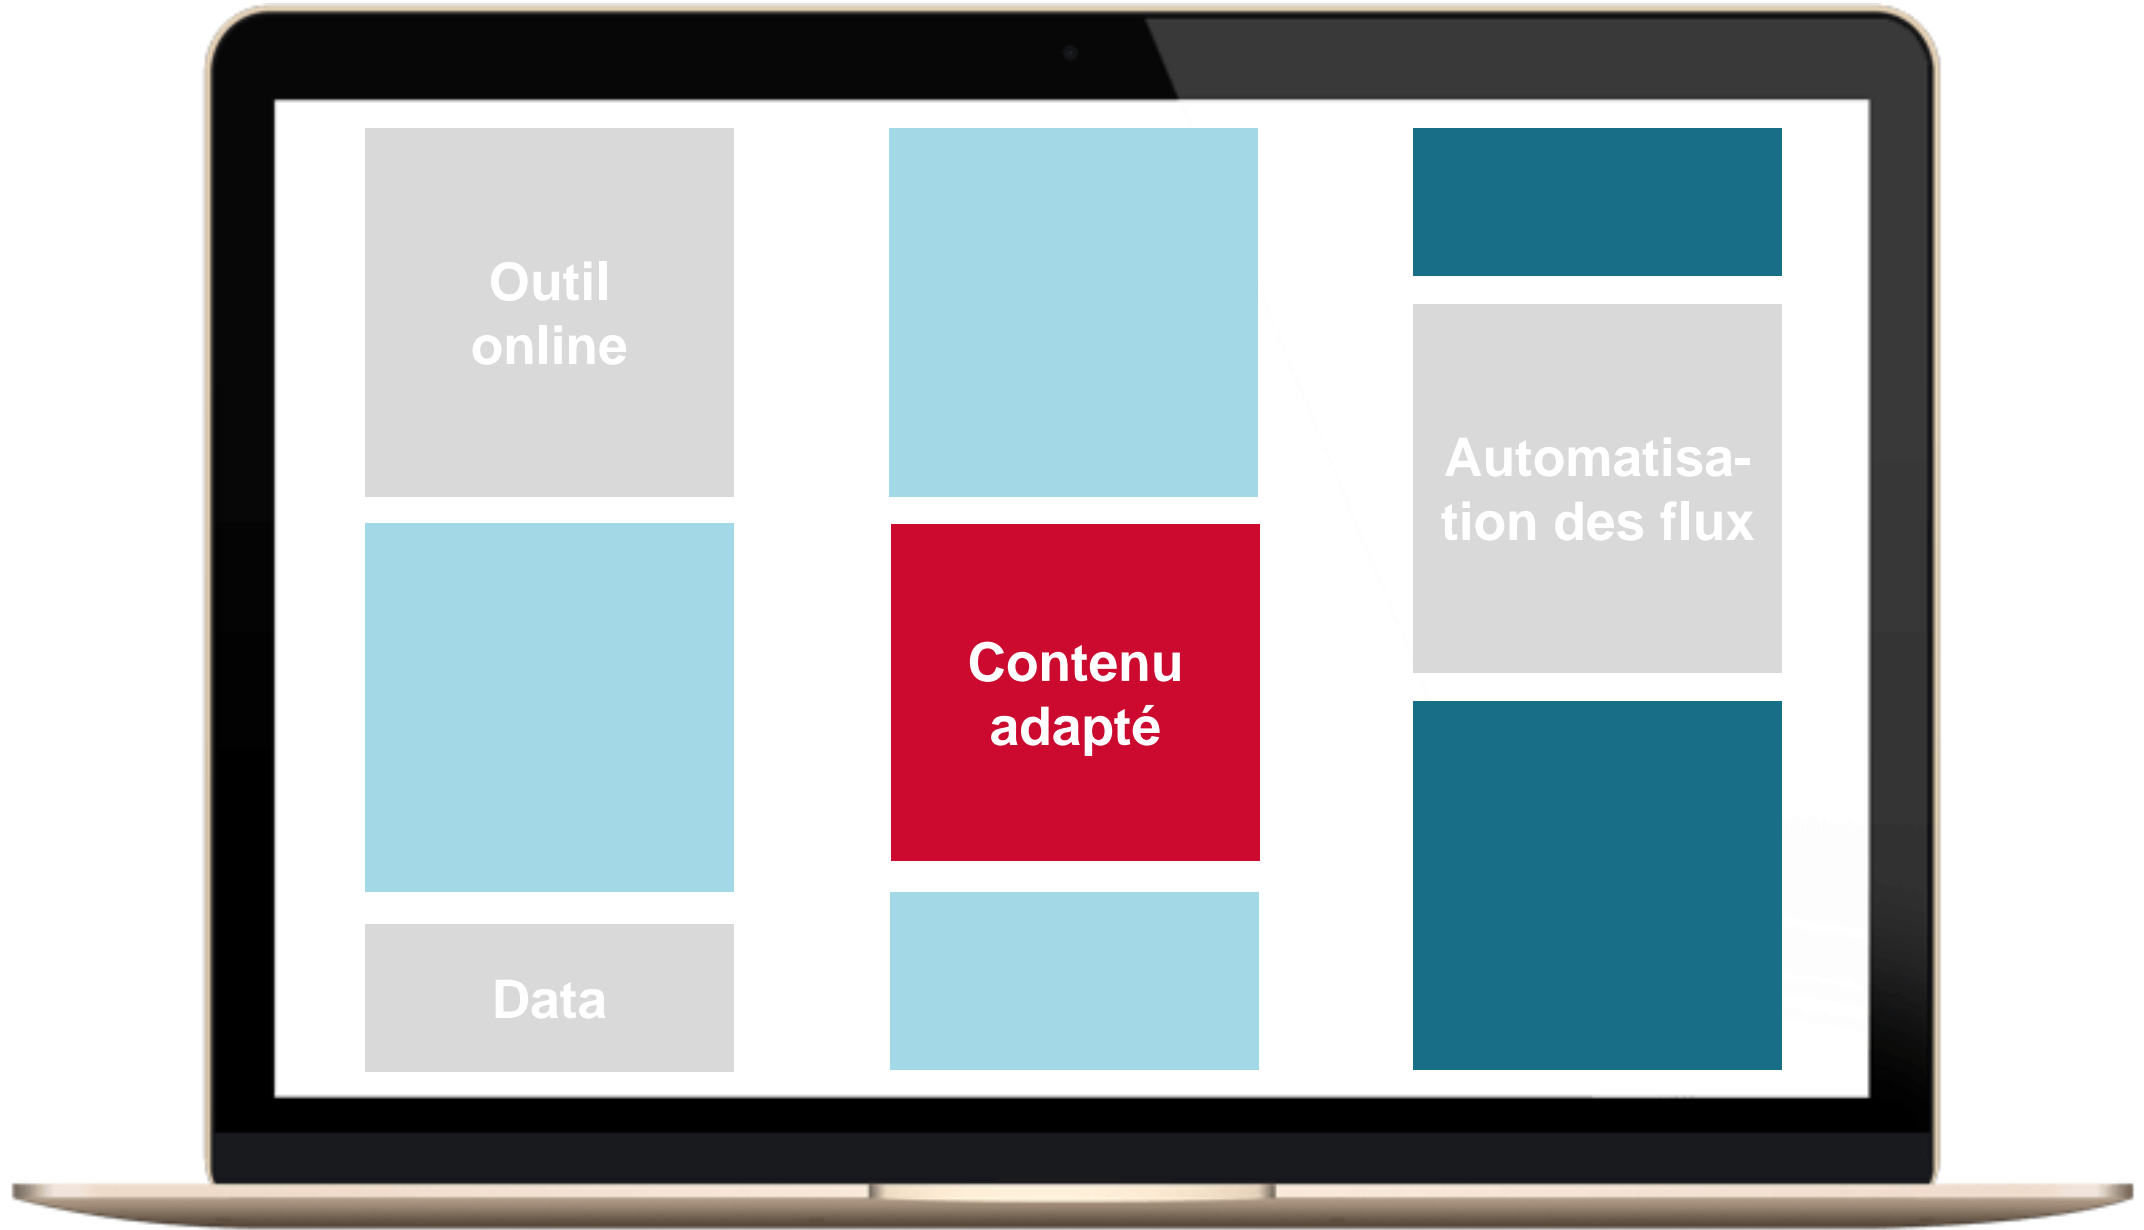 Outil
online
Automatisa-
tion des flux
Contenu
adapté
Data